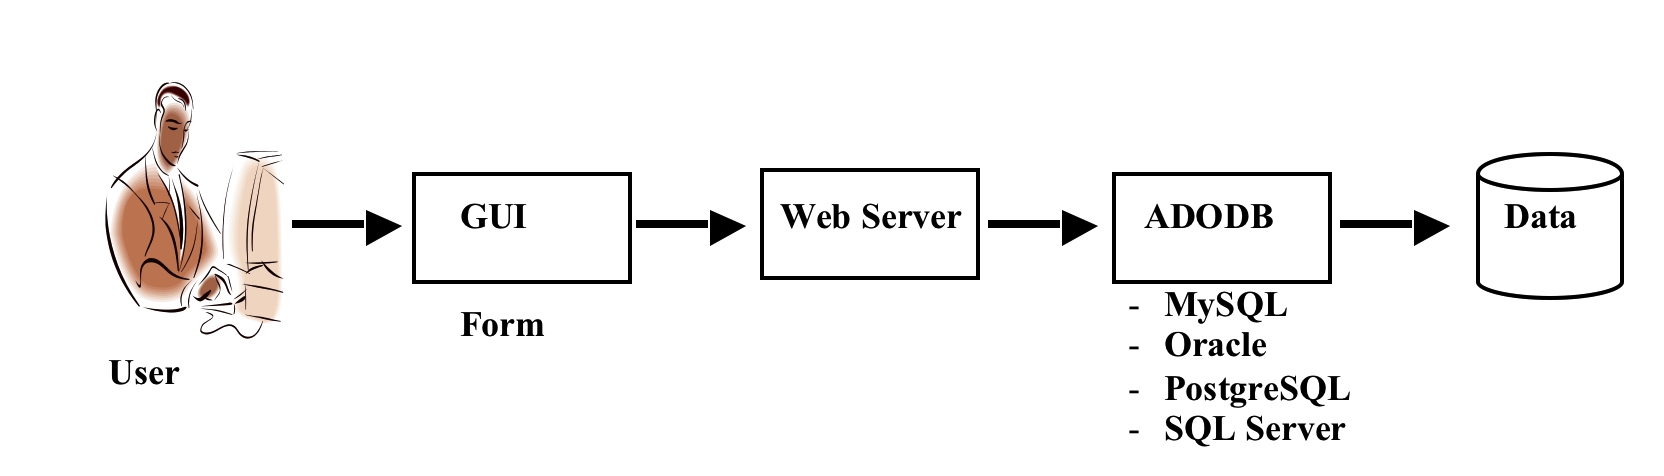 GUI
Web Server
ADODB
Data
Form
User
- MySQL
- Oracle
- PostgreSQL
- SQL Server